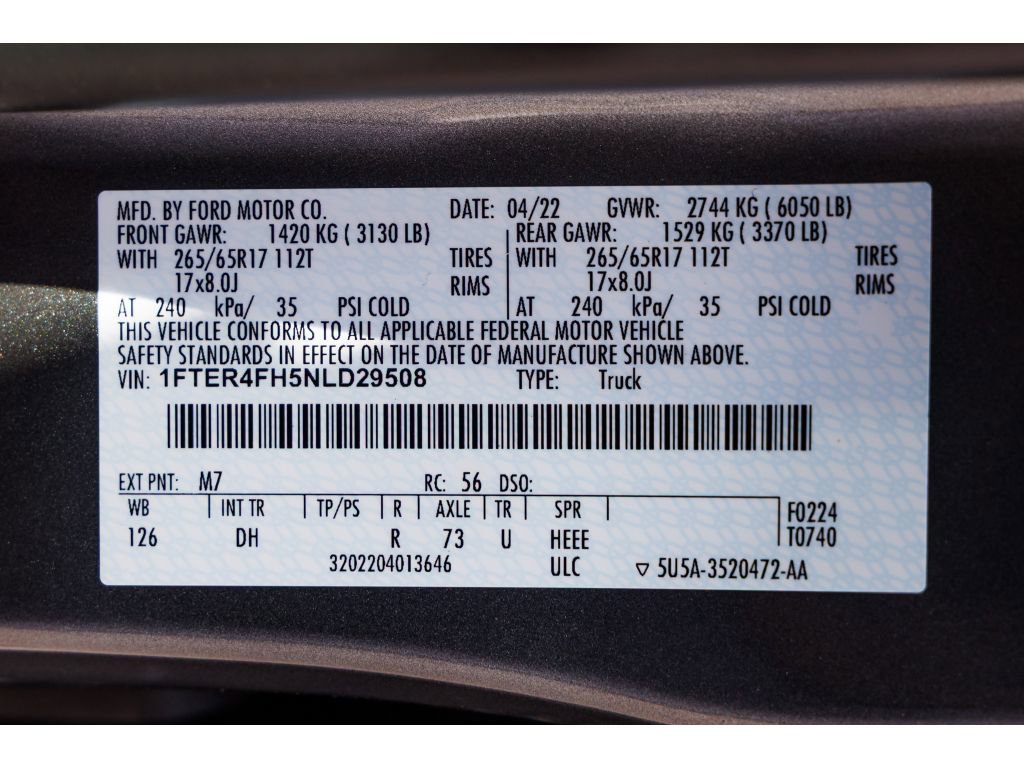 MFD. BY FORD MOTOR CO. DATE: 04/22 GVWR: 2744 KG ( 6050 LB)
FRONT GAWR: 1420 KG ( 3130 LB) REAR GAWR: 1529 KG ( 3370 LB)
WITH 265/65R17 112T TIRES WITH 265/65R17 112T TIRES
17x8.0J RIMS 17x8.0J RIMS
AT 240 kPa/ 35 PSI COLD AT 240 kPa/ 35 PSI COLD
THIS VEHICLE CONFORMS TO ALL APPLICABLE FEDERAL MOTOR VEHICLE
SAFETY STANDARDS IN EFFECT ON THE DATE OF MANUFACTURE SHOWN ABOVE.
VIN: 1FTER4FH5NLD29508 TYPE: Truck
EXT PNT: M7 RC: 56 DSO:
WB INT TR TP/PS R AXLE TR SPR F0224
126 DH R 73 U HEEE T0740
3202204013646 ULC ▽ 5U5A-3520472-AA